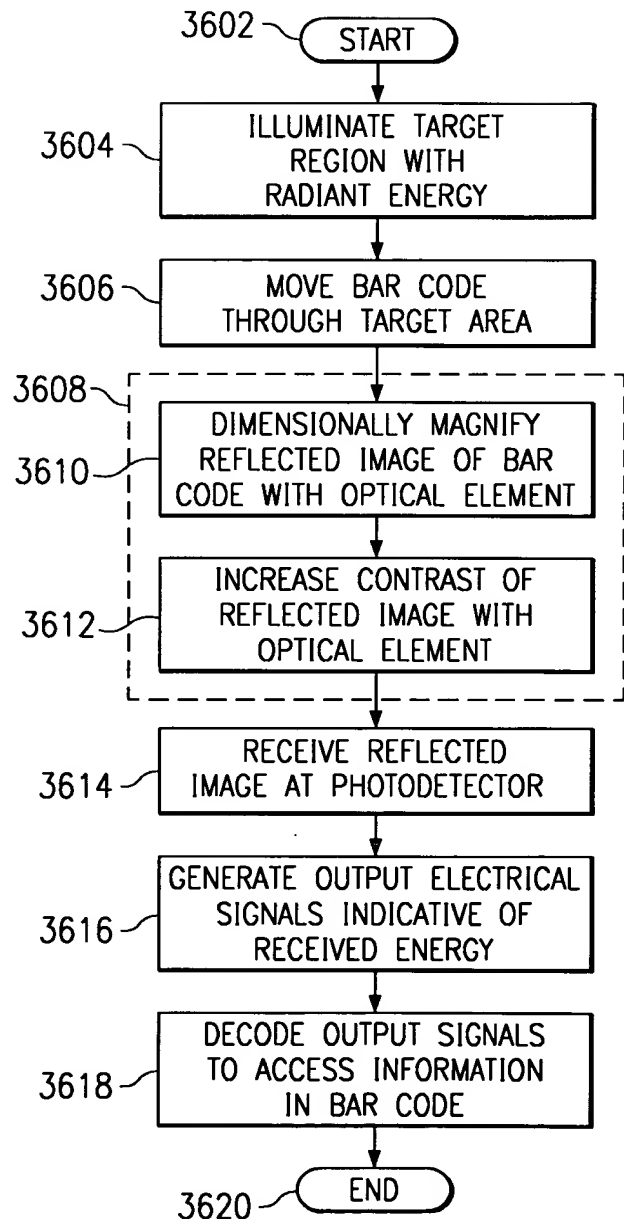 3602
START
3604
ILLUMINATE TARGET
REGION WITH
RADIANT ENERGY
3606
MOVE BAR CODE
THROUGH TARGET AREA
3608
3610
DIMENSIONALLY MAGNIFY
REFLECTED IMAGE OF BAR
CODE WITH OPTICAL ELEMENT
3612
INCREASE CONTRAST OF
REFLECTED IMAGE WITH
OPTICAL ELEMENT
3614
RECEIVE REFLECTED
IMAGE AT PHOTODETECTOR
3616
GENERATE OUTPUT ELECTRICAL
SIGNALS INDICATIVE OF
RECEIVED ENERGY
3618
DECODE OUTPUT SIGNALS
TO ACCESS INFORMATION
IN BAR CODE
3620
END